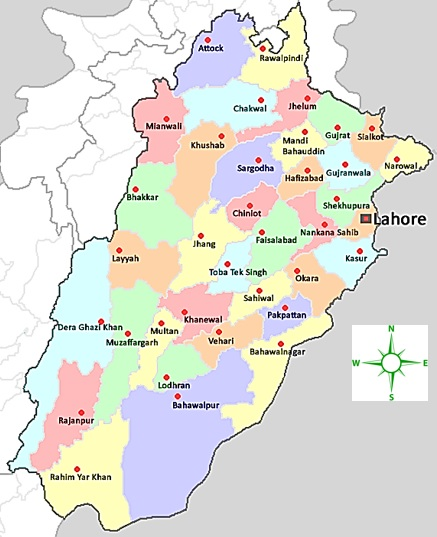 Attock
Rawalpindi
Chakwal
Jhelum
Mianwali
Khushab
Mandi
Bahauddin
Gujrat
Sialkot
Sargodha
Hafizabad
Gujranwala
Narowal
Bhakkar
Chiniot
Sheikhupura
Lahore
Nankana Sahib
Jhang
Faisalabad
Layyah
Toba Tek Singh
Kasur
Okara
Sahiwal
Dera Ghazi Khan
Muzaffargarh
Multan
Khanewal
Pakpattan
Vehari
Bahawalnagar
Lodhran
Bahawalpur
Rajanpur
Rahim Yar Khan
N
W
E
S